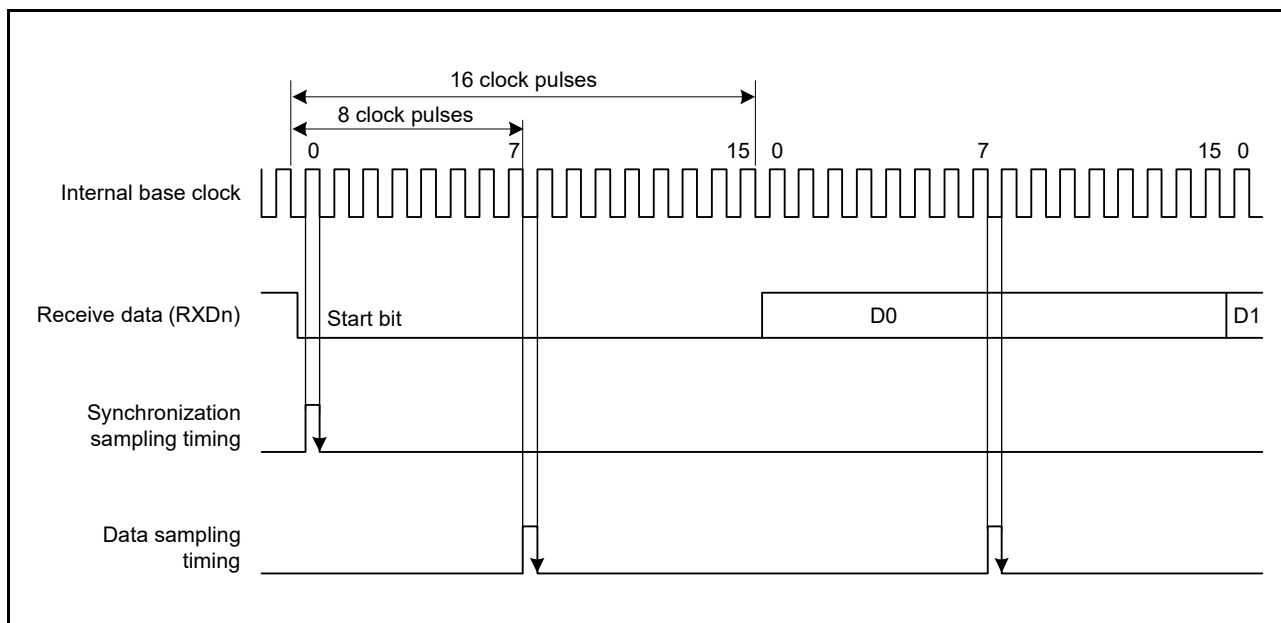 16 clock pulses
8 clock pulses
0 7 15 0 7 15 0
Internal base clock
Receive data (RXDn)
Start bit
D0
D1
Synchronization
sampling timing
Data sampling
timing